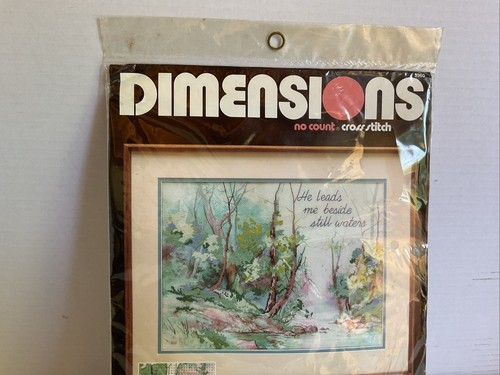 DIMENSIONS
no count. cross stitch
He leads
me beside
still waters